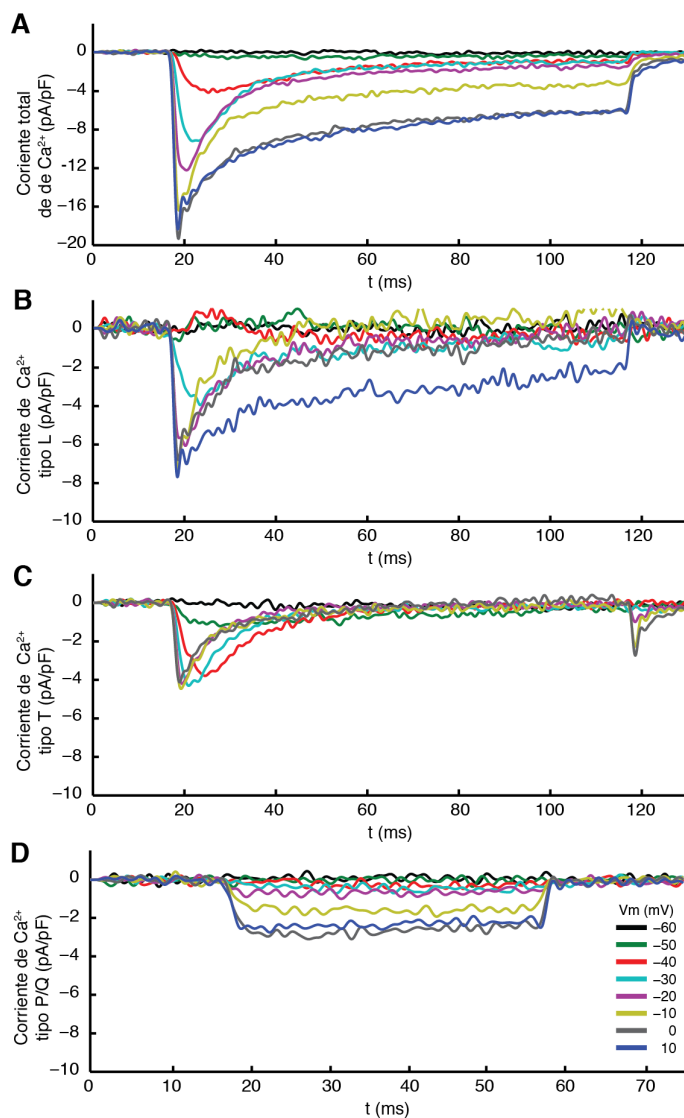 A
Coriente total
de de Ca²⁺ (pA/pF)
0
−4
−8
−12
−16
−20
0 20 40 60 80 100 120
t (ms)
B
Corriente de Ca²⁺
tipo L (pA/pF)
0
−2
−4
−6
−8
−10
0 20 40 60 80 100 120
t (ms)
C
Corriente de Ca²⁺
tipo T (pA/pF)
0
−2
−4
−6
−8
−10
0 20 40 60 80 100 120
t (ms)
D
Corriente de Ca²⁺
tipo P/Q (pA/pF)
0
−2
−4
−6
−8
−10
0 10 20 30 40 50 60 70
t (ms)
Vm (mV)
−60
−50
−40
−30
−20
−10
0
10